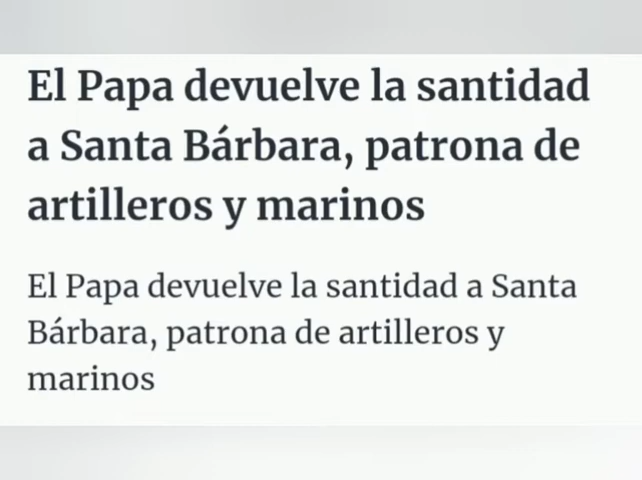 El Papa devuelve la santidad
a Santa Bárbara, patrona de
artilleros y marinos
El Papa devuelve la santidad a Santa
Bárbara, patrona de artilleros y
marinos